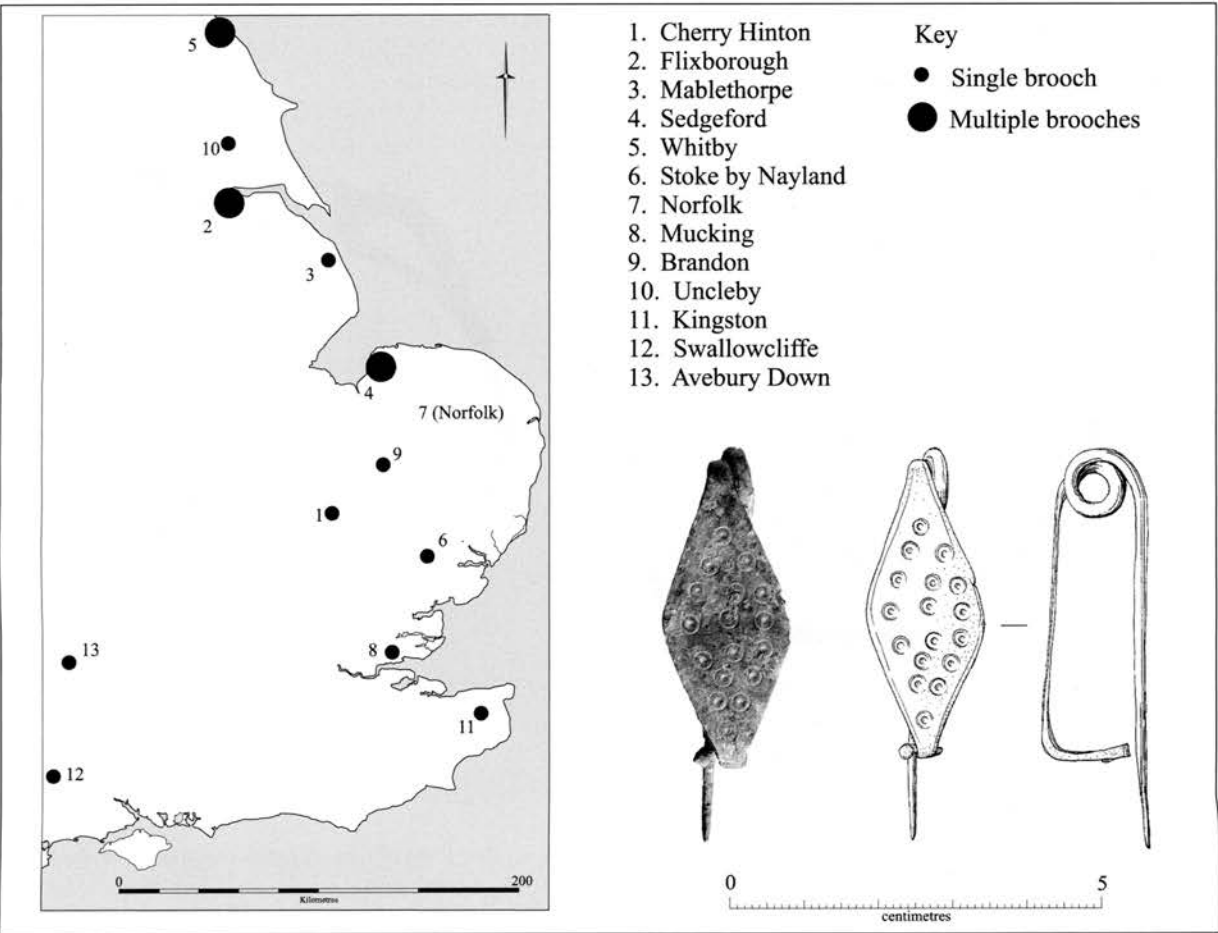 5
10
2
3
4
7 (Norfolk)
9
1
6
13
8
11
12
0 200
Kilometres
1. Cherry Hinton
2. Flixborough
3. Mablethorpe
4. Sedgeford
5. Whitby
6. Stoke by Nayland
7. Norfolk
8. Mucking
9. Brandon
10. Uncleby
11. Kingston
12. Swallowcliffe
13. Avebury Down
Key
Single brooch
Multiple brooches
0 5
centimetres